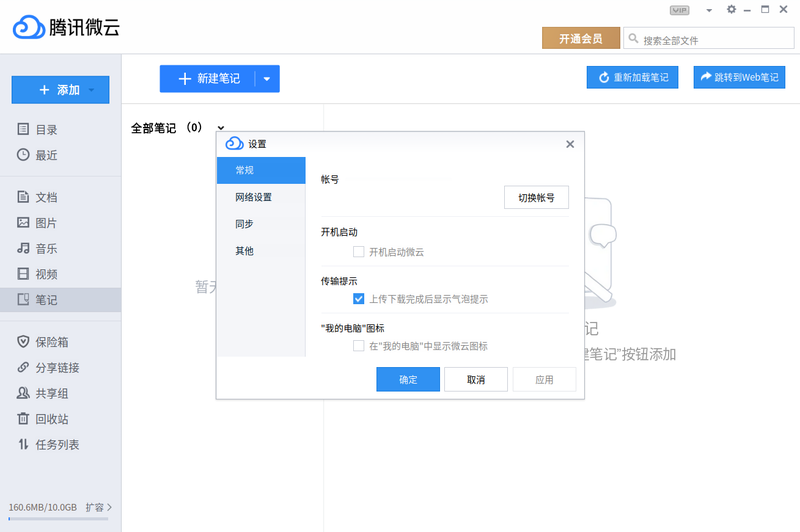 腾讯微云
VIP
开通会员
搜索全部文件
添加
新建笔记
重新加载笔记
跳转到Web笔记
目录
最近
文档
图片
音乐
视频
笔记
保险箱
分享链接
共享组
回收站
任务列表
160.6MB/10.0GB 扩容
全部笔记 （0）
暂
设置
常规
网络设置
同步
其他
帐号
切换帐号
开机启动
开机启动微云
传输提示
上传下载完成后显示气泡提示
"我的电脑"图标
在"我的电脑"中显示微云图标
确定
取消
应用
记
建笔记"按钮添加